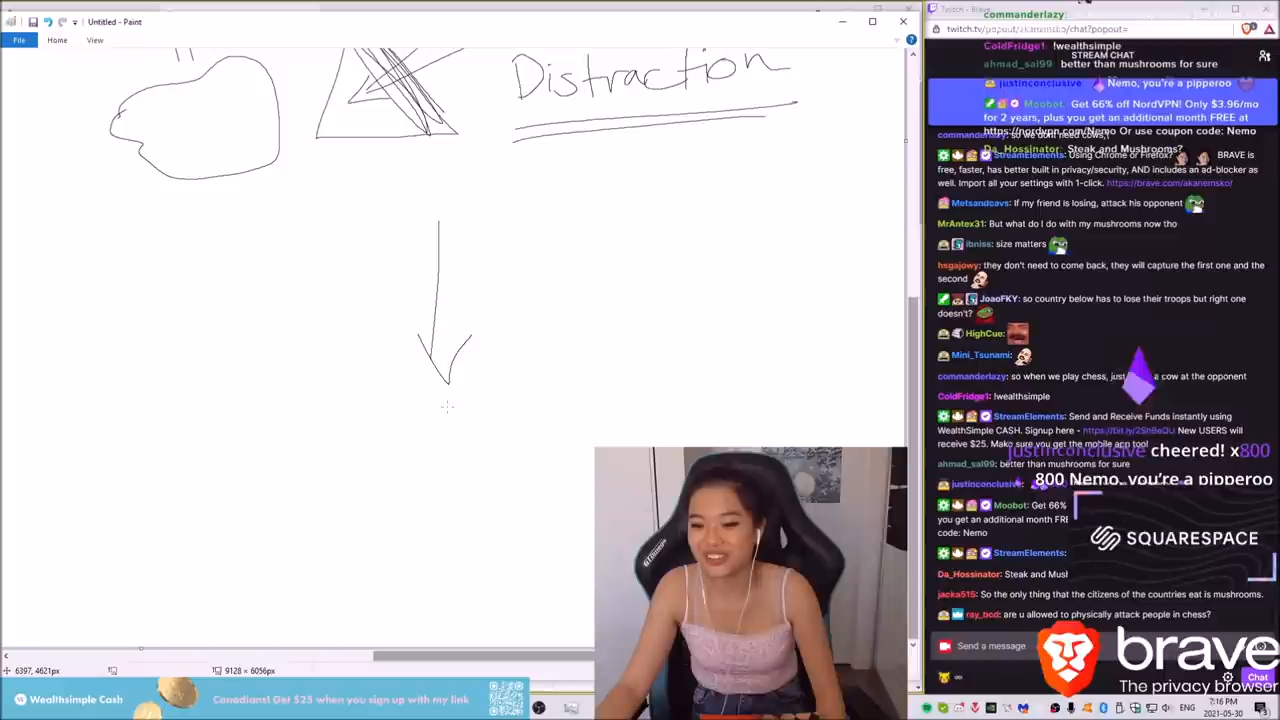 Untitled - Paint
File
Home
View
Distraction
6397, 4621px
9128 × 6056px
Wealthsimple Cash
Canadians! Get $25 when you sign up with my link
GTRACING
twitch.tv/popout/akanemsko/chat?popout=
commanderlazy
ColdFridge1 !wealthsimple
STREAM CHAT
ahmad_sal99: better than mushrooms for sure
justinconclusive Nemo, you're a pipperoo
Moobot: Get 66% off NordVPN! Only $3.96/mo
for 2 years, plus you get an additional month FREE at
https://nordvpn.com/Nemo Or use coupon code: Nemo
commanderlazy: so we dont need cows,
Da_Hossinator: Steak and Mushrooms?
StreamElements: Using Chrome or Firefox? BRAVE is
free, faster, has better built in privacy/security, AND includes an ad-blocker as
well. Import all your settings with 1-click. https://brave.com/akanemsko/
Metsandcavs: If my friend is losing, attack his opponent
MrAntex31: But what do I do with my mushrooms now tho
ibniss: size matters
hsgajowy: they don't need to come back, they will capture the first one and the
second
JoaoFKY: so country below has to lose their troops but right one
doesn't?
HighCue:
Mini_Tsunami:
commanderlazy: so when we play chess, just a cow at the opponent
ColdFridge1: !wealthsimple
StreamElements: Send and Receive Funds instantly using
WealthSimple CASH. Signup here - New USERS will
receive $25. Make sure you get the mobile app too!
justinconclusive cheered! x800
ahmad_sal99: better than mushrooms for sure
800 Nemo, you're a pipperoo
justinconclusive:
Moobot: Get 66%
you get an additional month FRE
code: Nemo
SQUARESPACE
StreamElements:
Da_Hossinator: Steak and Mush
jacka515: So the only thing that the citizens of the countries eat is mushrooms.
ray_bcd: are u allowed to physically attack people in chess?
Send a message
brave
The privacy browser
Chat
7:16 PM
2021-05-30